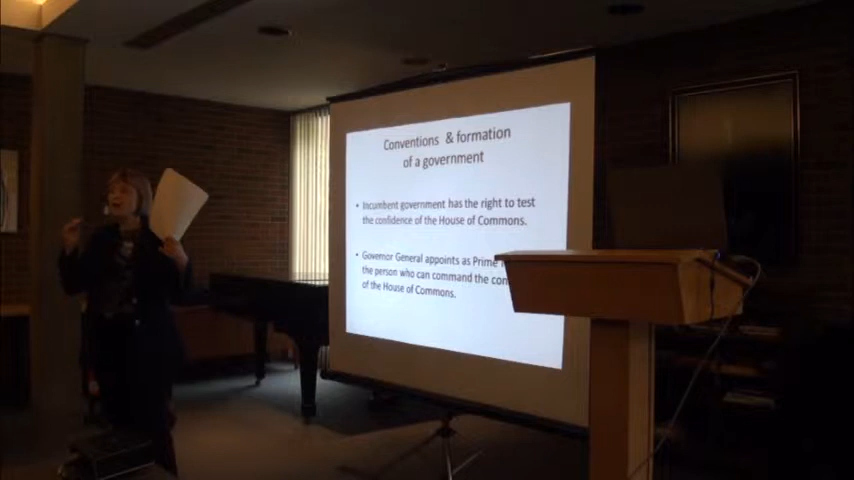 Conventions & formation
of a government
• Incumbent government has the right to test
the confidence of the House of Commons.
• Governor General appoints as Prime
the person who can command the con
of the House of Commons.